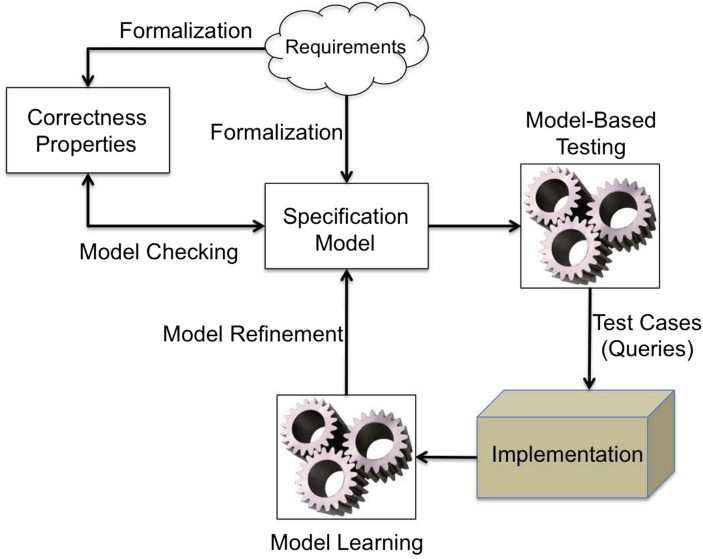 Formalization
Requirements
Correctness
Properties
Formalization
Model-Based
Testing
Specification
Model
Model Checking
Model Refinement
Test Cases
(Queries)
Implementation
Model Learning